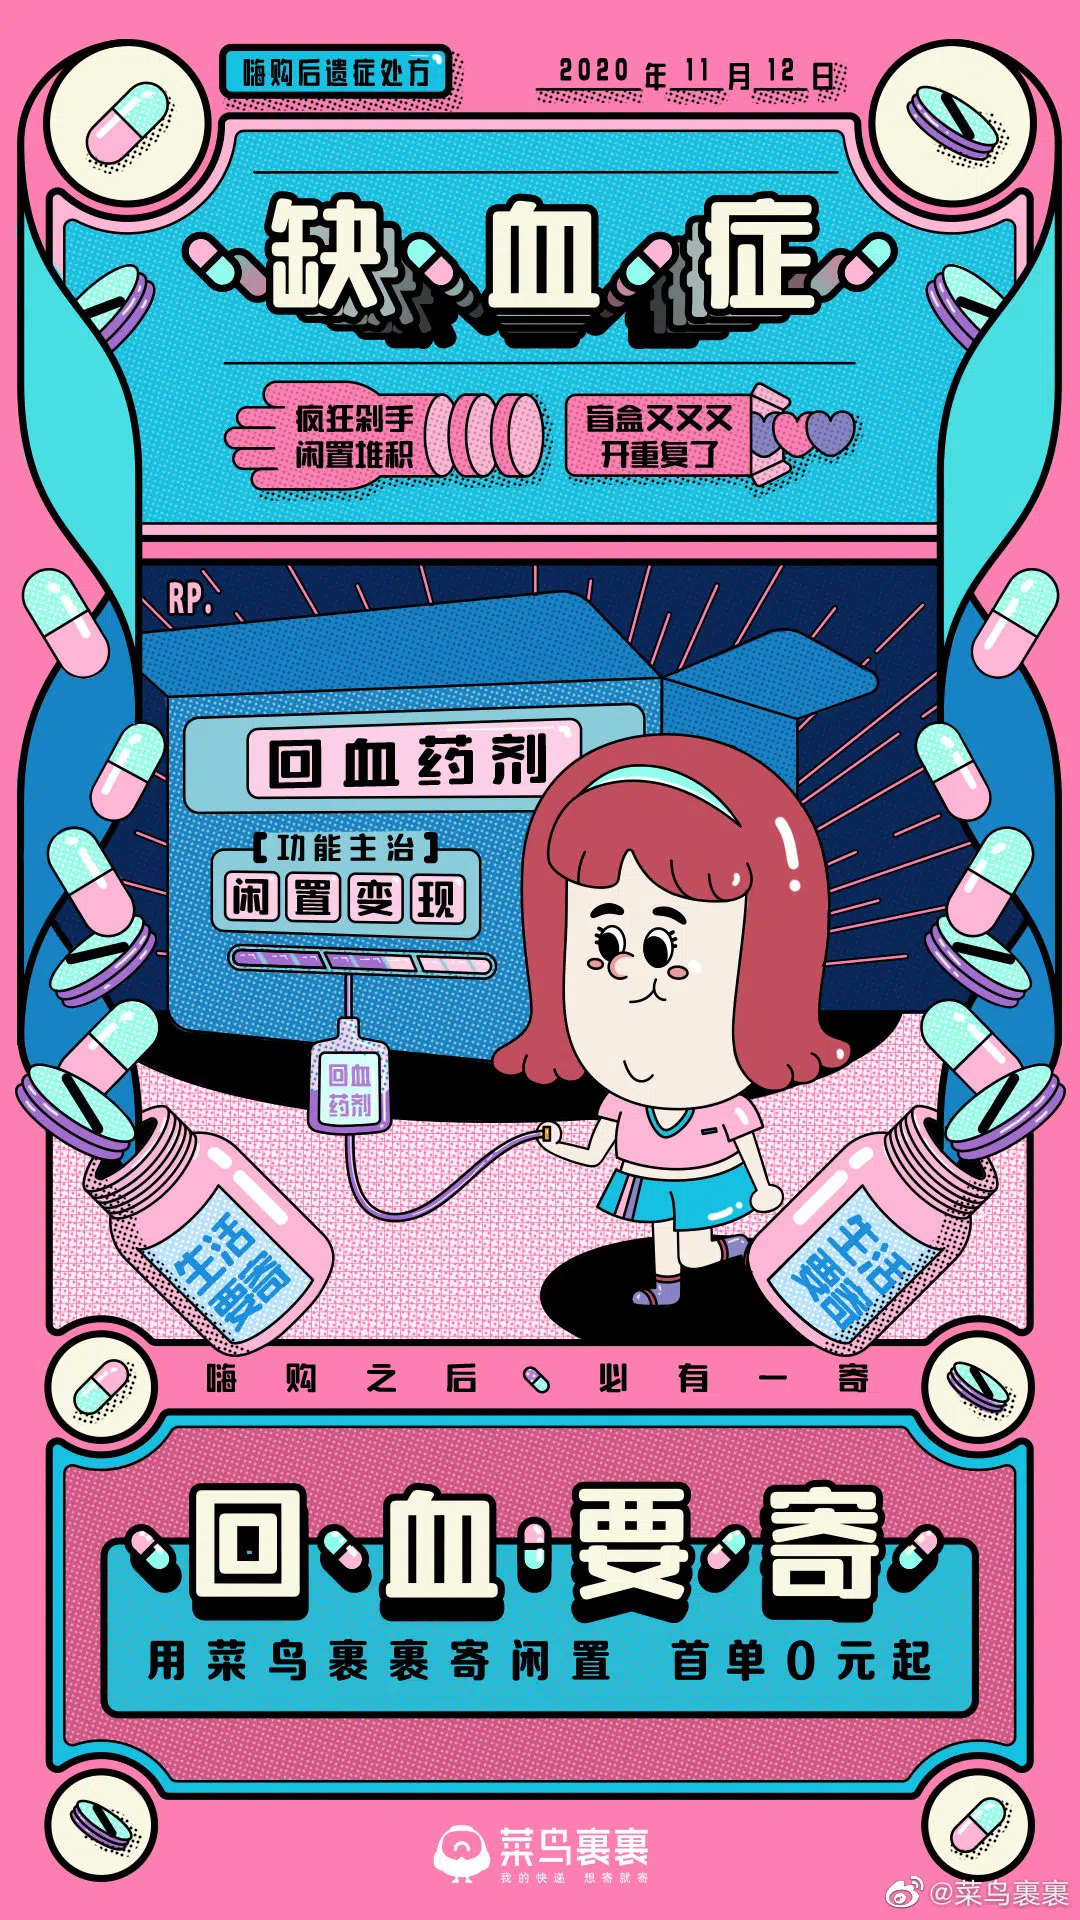 嗨购后遗症处方
2020年11月12日
缺血症
疯狂剁手
闲置堆积
盲盒又又又
开重复了
RP.
回血药剂
【功能主治】
闲置变现
回血
药剂
生活
要寄
生活
要寄
嗨购之后 必有一寄
回血要寄
用菜鸟裹裹寄闲置 首单0元起
菜鸟裹裹
我的快递 想寄就寄
@菜鸟裹裹